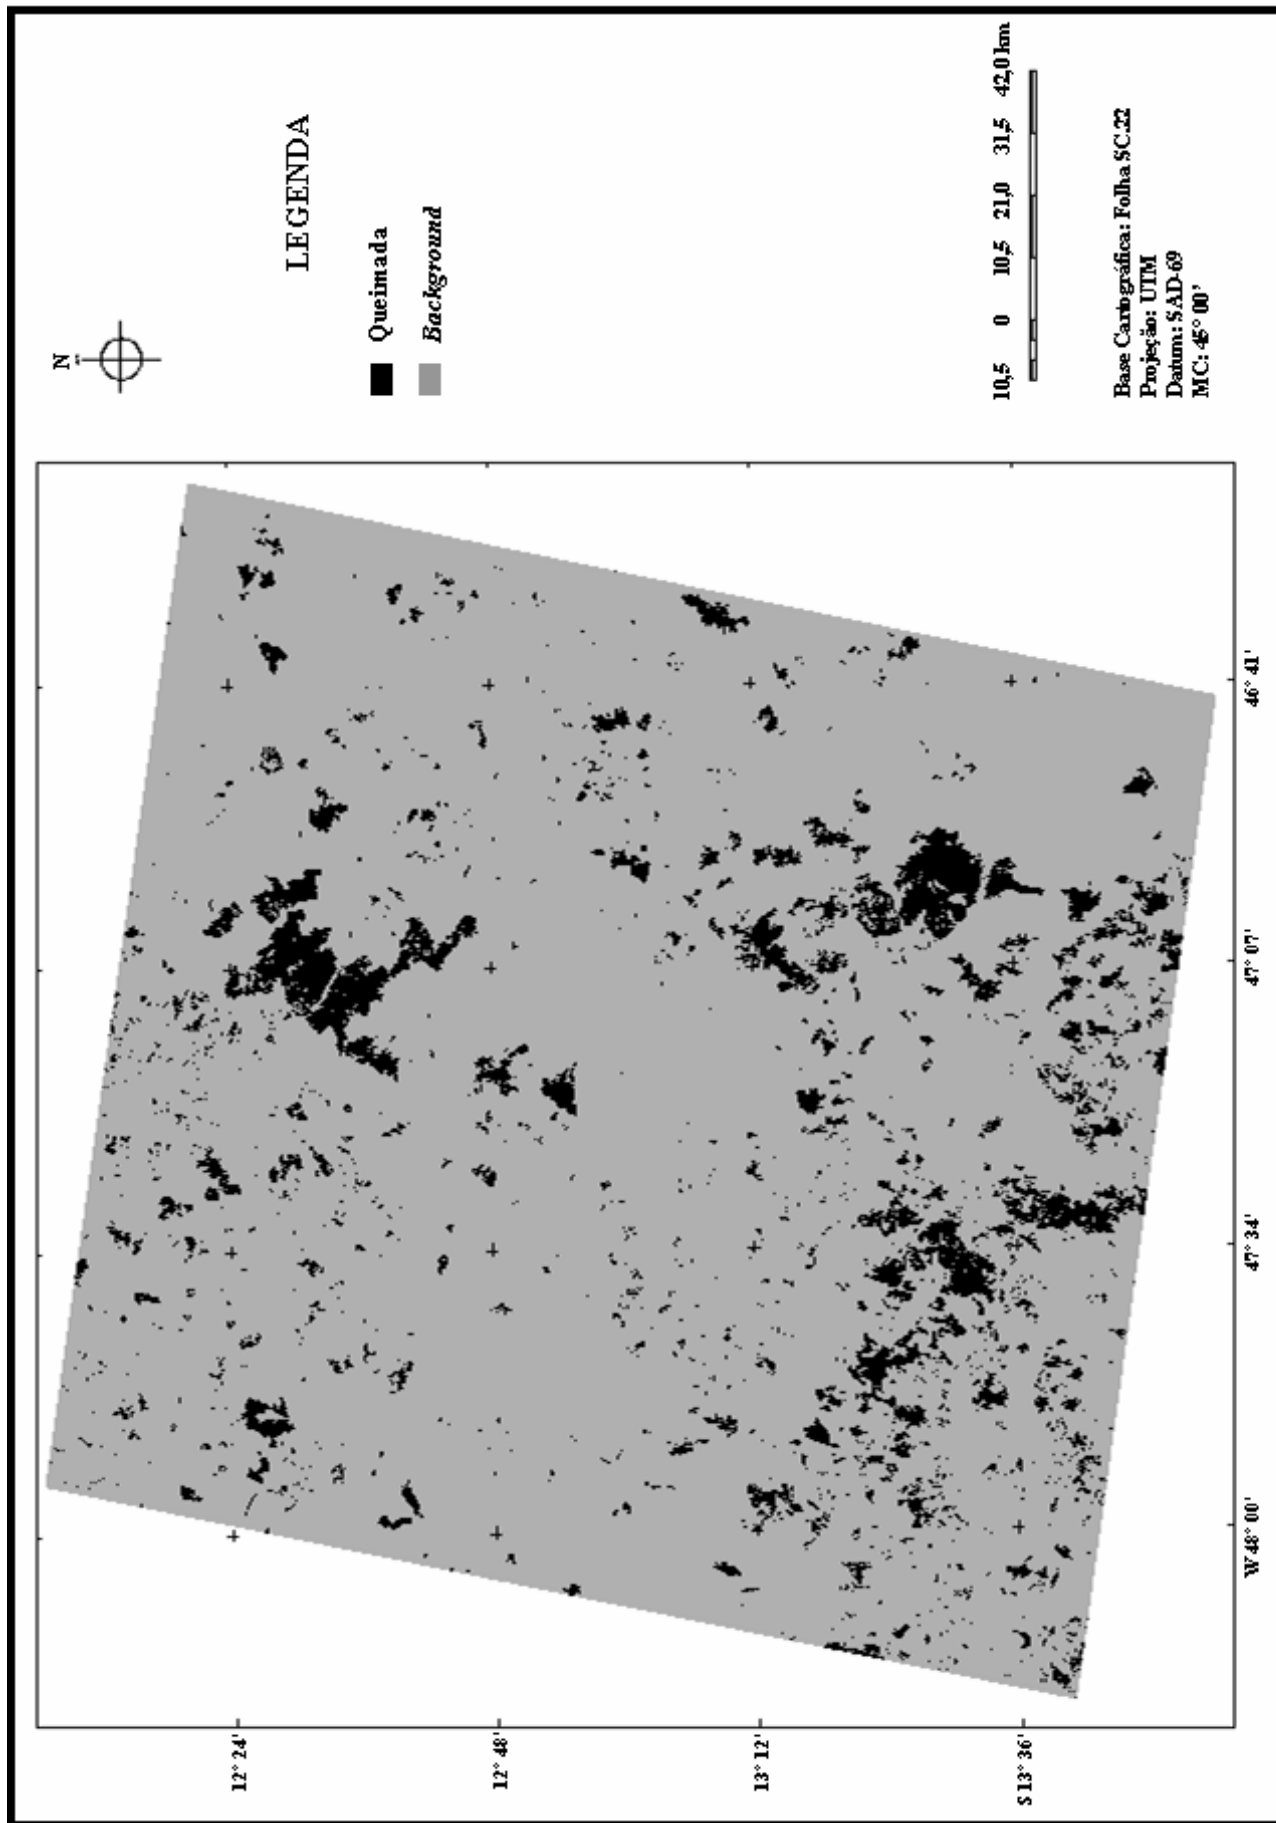 N
LEGENDA
Queimada
Background
10,5 0 10,5 21,0 31,5 42,0 km
Base Cartográfica: Folha SC.22
Projeção: UTM
Datum: SAD-69
MC: 45° 00'
12° 24'
12° 48'
13° 12'
S 13° 36'
W 48° 00' 47° 34' 47° 07' 46° 41'